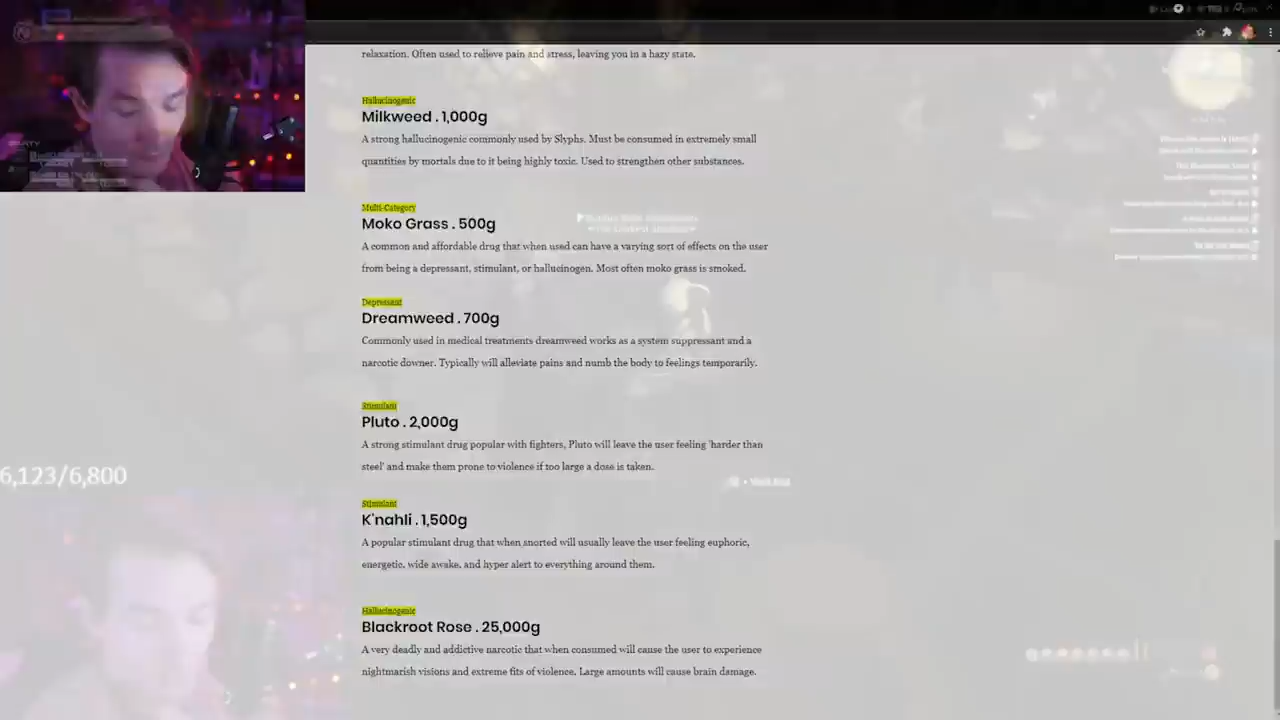 relaxation. Often used to relieve pain and stress, leaving you in a hazy state.
Hallucinogenic
Milkweed . 1,000g
A strong hallucinogenic commonly used by Slyphs. Must be consumed in extremely small
quantities by mortals due to it being highly toxic. Used to strengthen other substances.
Multi-Category
Moko Grass . 500g
A common and affordable drug that when used can have a varying sort of effects on the user
from being a depressant, stimulant, or hallucinogen. Most often moko grass is smoked.
Depressant
Dreamweed . 700g
Commonly used in medical treatments dreamweed works as a system suppressant and a
narcotic downer. Typically will alleviate pains and numb the body to feelings temporarily.
Stimulant
Pluto . 2,000g
A strong stimulant drug popular with fighters, Pluto will leave the user feeling 'harder than
steel' and make them prone to violence if too large a dose is taken.
6,123/6,800
Stimulant
K'nahli . 1,500g
A popular stimulant drug that when snorted will usually leave the user feeling euphoric,
energetic, wide awake, and hyper alert to everything around them.
Hallucinogenic
Blackroot Rose . 25,000g
A very deadly and addictive narcotic that when consumed will cause the user to experience
nightmarish visions and extreme fits of violence. Large amounts will cause brain damage.